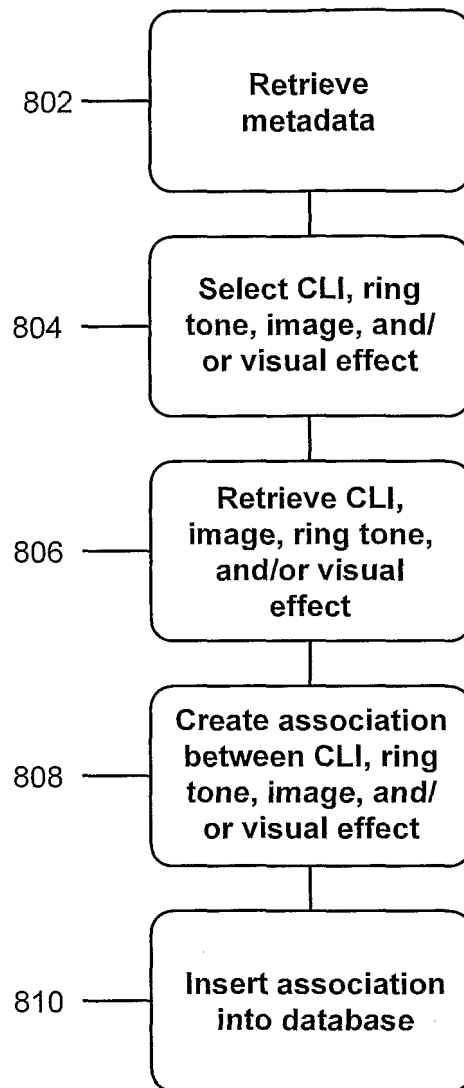 802
Retrieve
metadata
804
Select CLI, ring
tone, image, and/
or visual effect
806
Retrieve CLI,
image, ring tone,
and/or visual
effect
808
Create association
between CLI, ring
tone, image, and/
or visual effect
810
Insert association
into database